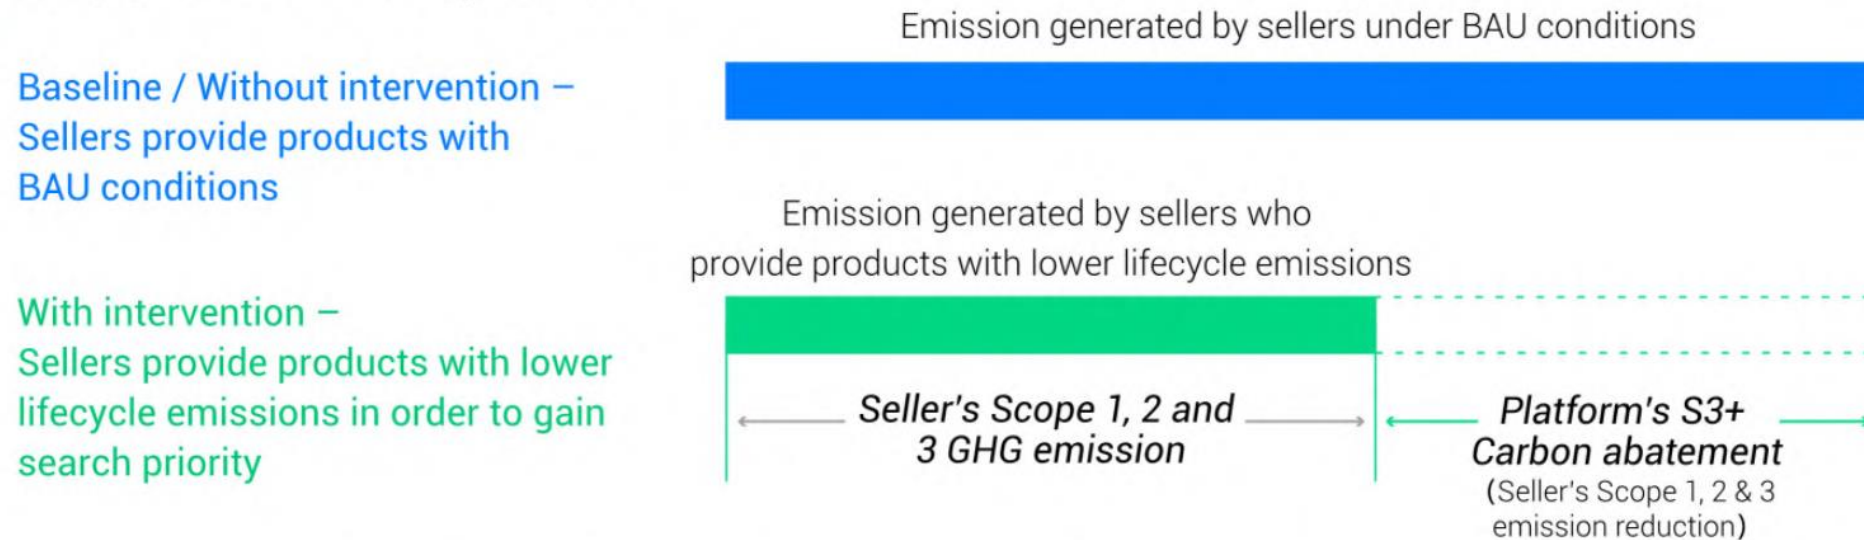 Emission generated by sellers under BAU conditions
Baseline / Without intervention –
Sellers provide products with
BAU conditions
Emission generated by sellers who
provide products with lower lifecycle emissions
With intervention –
Sellers provide products with lower
lifecycle emissions in order to gain
search priority
Seller's Scope 1, 2 and
3 GHG emission
Platform's S3+
Carbon abatement
(Seller's Scope 1, 2 & 3
emission reduction)